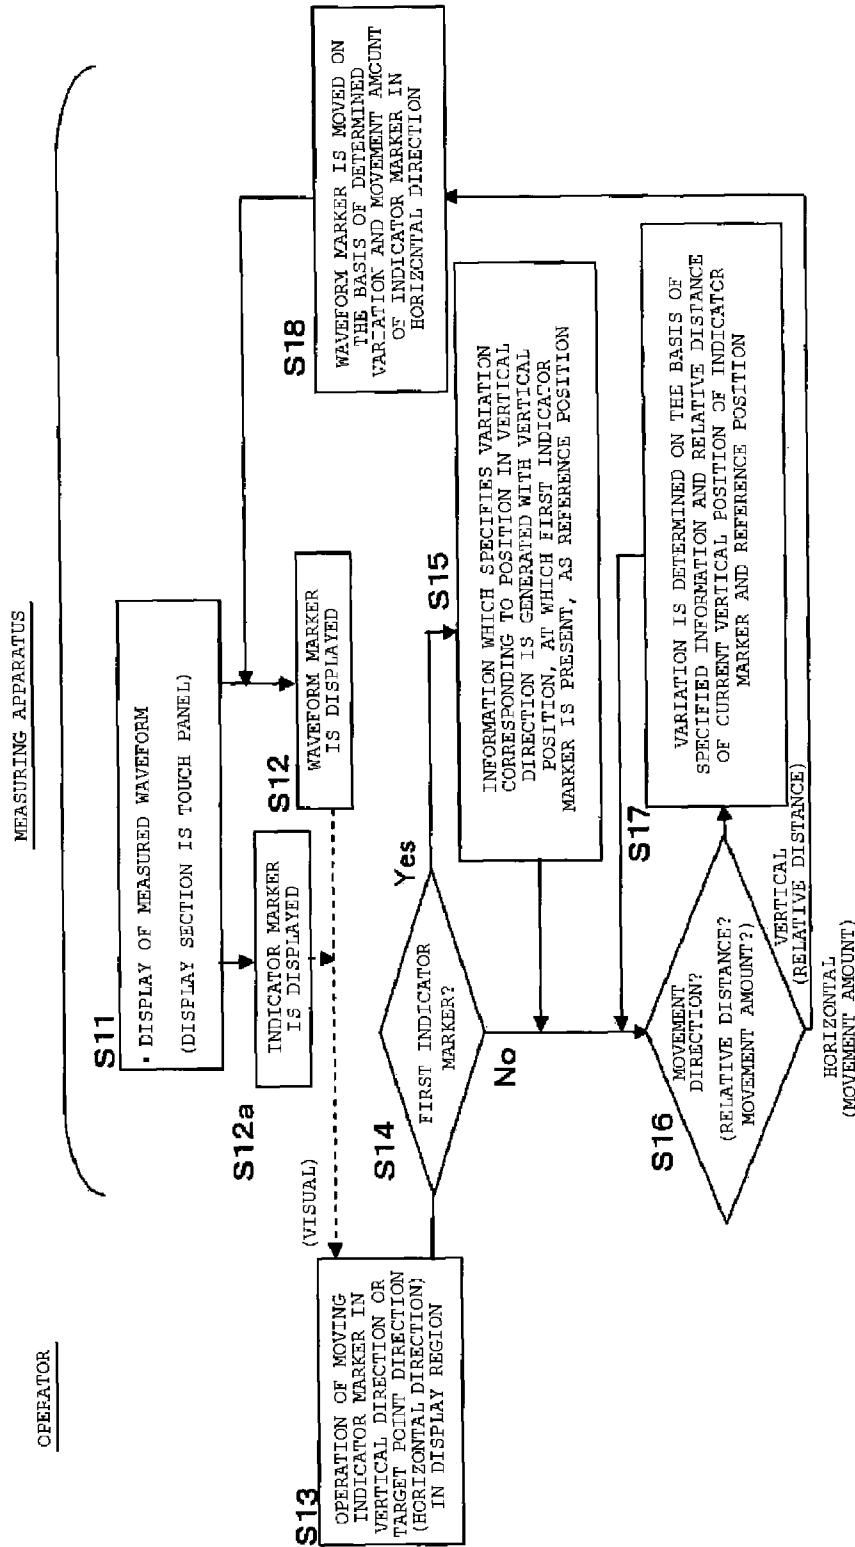 OPERATOR
MEASURING APPARATUS
S11
• DISPLAY OF MEASURED WAVEFORM
(DISPLAY SECTION IS TOUCH PANEL)
S12a
INDICATOR MARKER
IS DISPLAYED
S12
WAVEFORM MARKER
IS DISPLAYED
(VISUAL)
S13
OPERATION OF MOVING
INDICATOR MARKER IN
VERTICAL DIRECTION OR
TARGET POINT DIRECTION
(HORIZONTAL DIRECTION)
IN DISPLAY REGION
S14
FIRST INDICATOR
MARKER?
Yes
No
S15
INFORMATION WHICH SPECIFIES VARIATION
CORRESPONDING TO POSITION IN VERTICAL
DIRECTION IS GENERATED WITH VERTICAL
POSITION, AT WHICH FIRST INDICATOR
MARKER IS PRESENT, AS REFERENCE POSITION
S16
MOVEMENT
DIRECTION?
(RELATIVE DISTANCE?
MOVEMENT AMOUNT?)
VERTICAL
(RELATIVE DISTANCE)
HORIZONTAL
(MOVEMENT AMOUNT)
S17
VARIATION IS DETERMINED ON THE BASIS OF
SPECIFIED INFORMATION AND RELATIVE DISTANCE
OF CURRENT VERTICAL POSITION OF INDICATOR
MARKER AND REFERENCE POSITION
S18
WAVEFORM MARKER IS MOVED ON
THE BASIS OF DETERMINED
VARIATION AND MOVEMENT AMOUNT
OF INDICATOR MARKER IN
HORIZONTAL DIRECTION